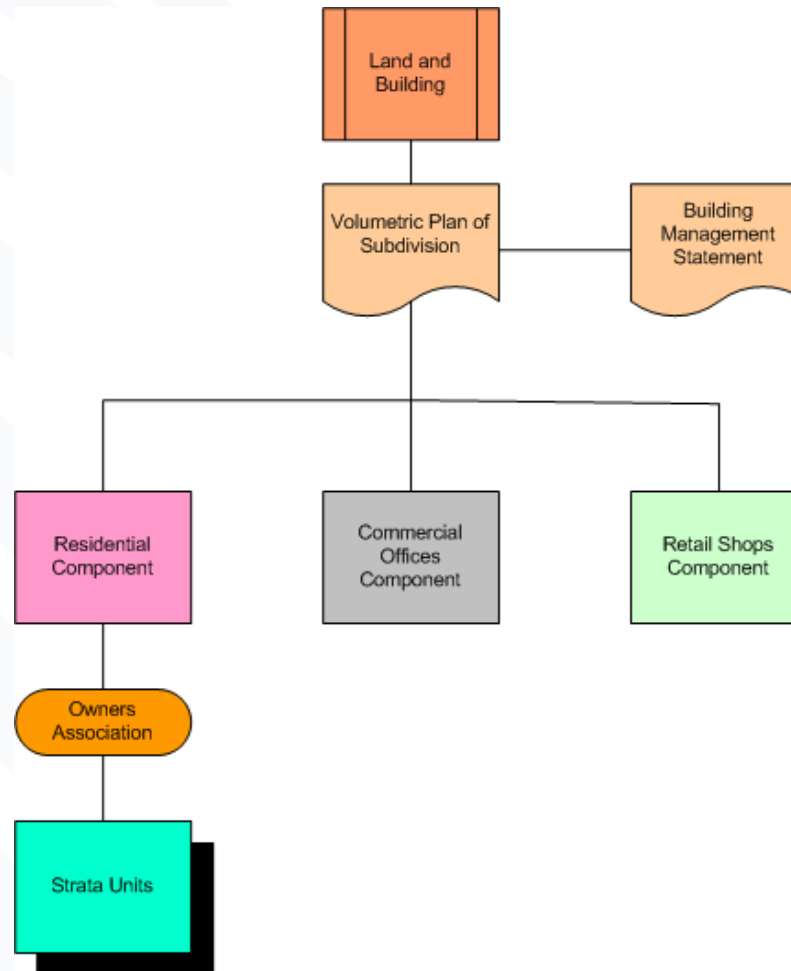 Land and
Building
Volumetric Plan of
Subdivision
Building
Management
Statement
Residential
Component
Commercial
Offices
Component
Retail Shops
Component
Owners
Association
Strata Units